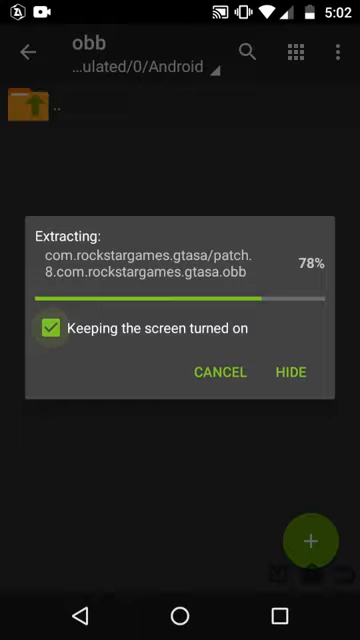 5:02
obb
...ulated/0/Android
..
Extracting:
com.rockstargames.gtasa/patch.
8.com.rockstargames.gtasa.obb
78%
Keeping the screen turned on
CANCEL
HIDE